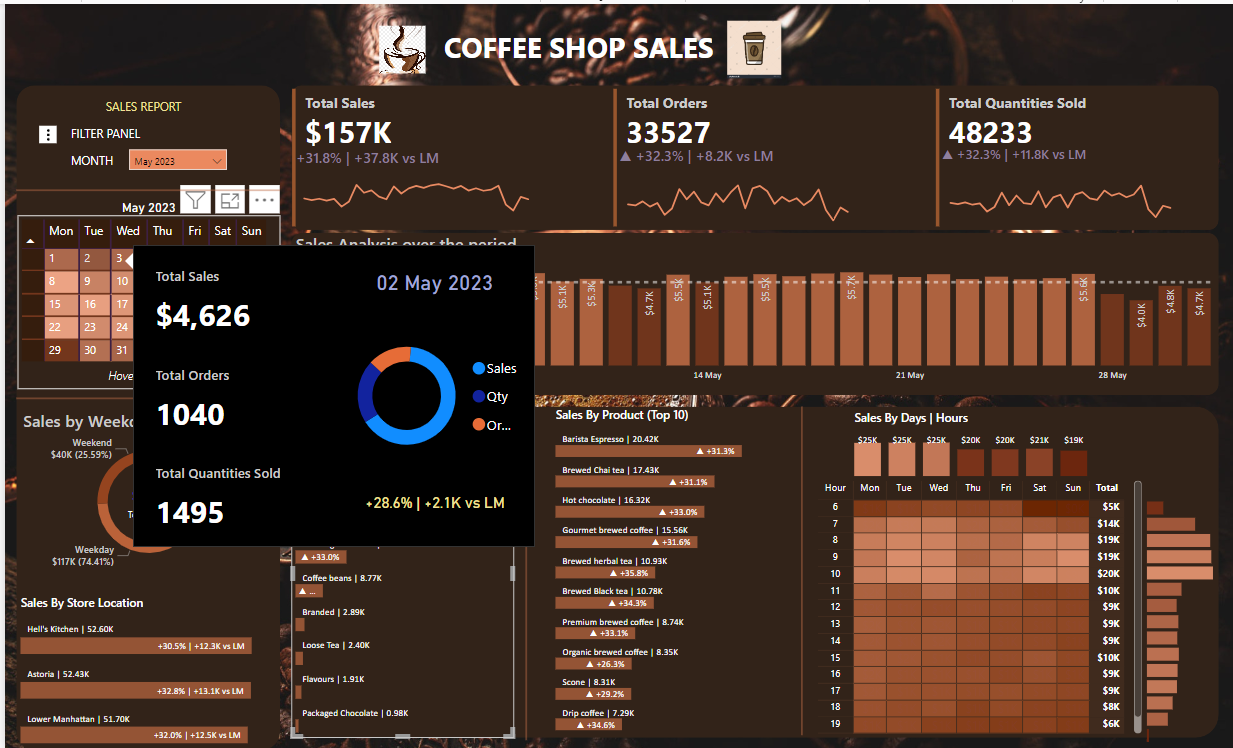 COFFEE SHOP SALES
SALES REPORT
FILTER PANEL
MONTH May 2023
Total Sales
$157K
+31.8% | +37.8K vs LM
Total Orders
33527
▲ +32.3% | +8.2K vs LM
Total Quantities Sold
48233
▲ +32.3% | +11.8K vs LM
May 2023
Mon Tue Wed Thu Fri Sat Sun
1 2 3
8 9 10
15 16 17
22 23 24
29 30 31
Hove
Sales Analysis over the period
$5.1K $5.3K $4.7K $5.5K $5.1K $5.5K $5.7K $5.6K $4.0K $4.8K $4.7K
14 May 21 May 28 May
Total Sales
$4,626
Total Orders
1040
Total Quantities Sold
1495
02 May 2023
Sales
Qty
Or...
+28.6% | +2.1K vs LM
Sales by Weekd
Weekend
$40K (25.59%)
Weekday
$117K (74.41%)
Sales By Store Location
Hell's Kitchen | 52.60K
+30.5% | +12.3K vs LM
Astoria | 52.43K
+32.8% | +13.1K vs LM
Lower Manhattan | 51.70K
+32.0% | +12.5K vs LM
▲ +33.0%
Coffee beans | 8.77K
▲ ...
Branded | 2.89K
Loose Tea | 2.40K
Flavours | 1.91K
Packaged Chocolate | 0.98K
Sales By Product (Top 10)
Barista Espresso | 20.42K
▲ +31.3%
Brewed Chai tea | 17.43K
▲ +31.1%
Hot chocolate | 16.32K
▲ +33.0%
Gourmet brewed coffee | 15.56K
▲ +31.6%
Brewed herbal tea | 10.93K
▲ +35.8%
Brewed Black tea | 10.78K
▲ +34.3%
Premium brewed coffee | 8.74K
▲ +33.1%
Organic brewed coffee | 8.35K
▲ +26.3%
Scone | 8.31K
▲ +29.2%
Drip coffee | 7.29K
▲ +34.6%
Sales By Days | Hours
$25K $25K $25K $20K $20K $21K $19K
Hour Mon Tue Wed Thu Fri Sat Sun Total
6 $5K
7 $14K
8 $19K
9 $19K
10 $20K
11 $10K
12 $9K
13 $9K
14 $9K
15 $10K
16 $9K
17 $9K
18 $8K
19 $6K